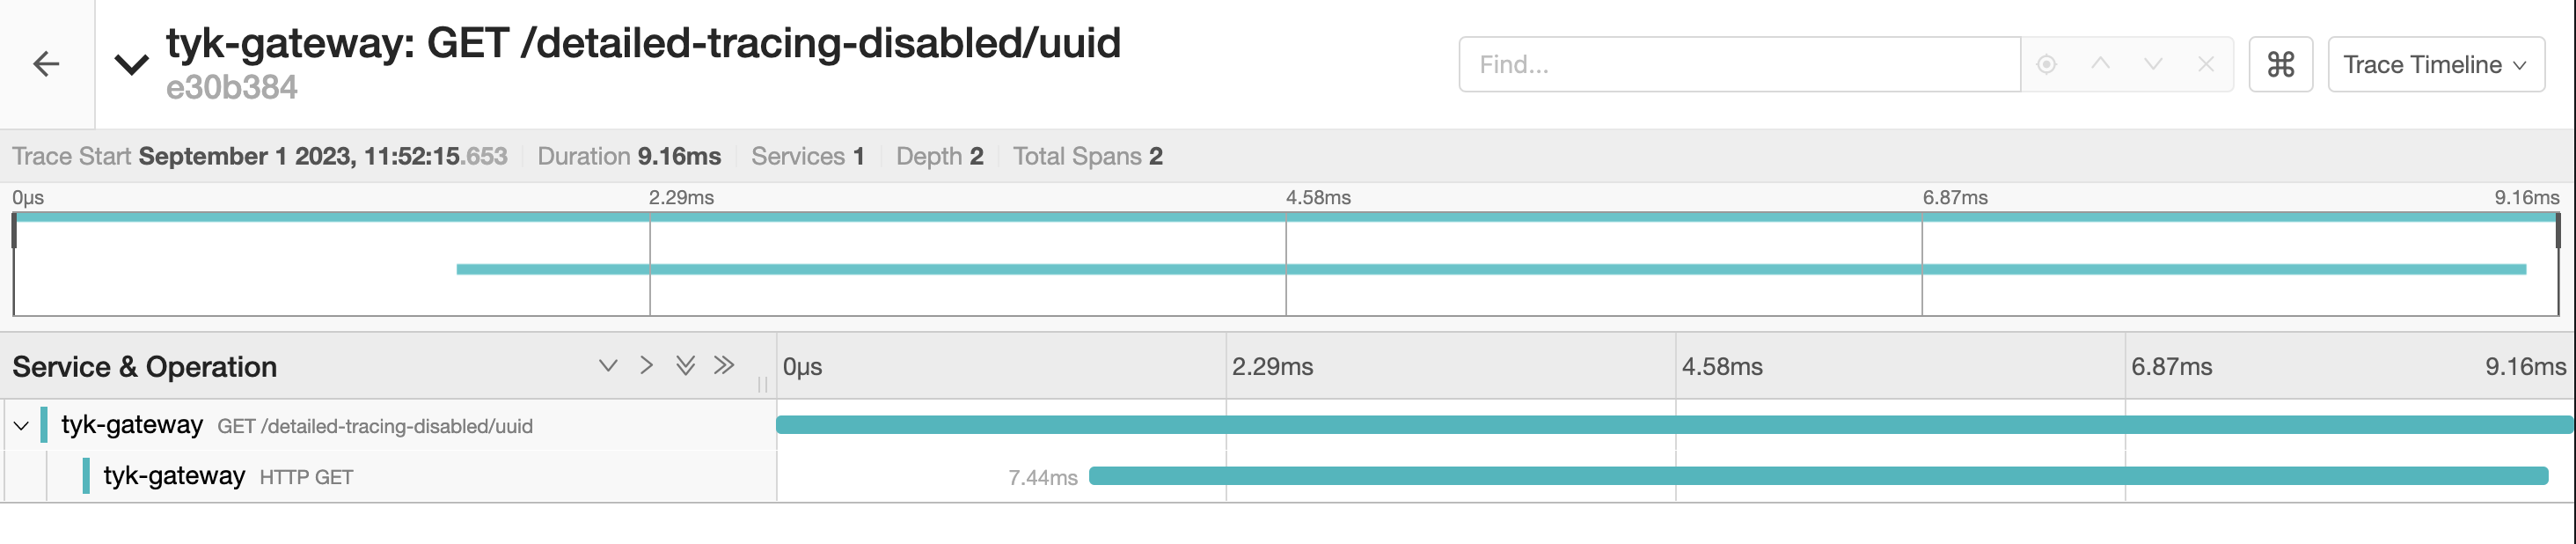 tyk-gateway: GET /detailed-tracing-disabled/uuid
e30b384
Find...
Trace Timeline
Trace Start September 1 2023, 11:52:15.653 Duration 9.16ms Services 1 Depth 2 Total Spans 2
0μs 2.29ms 4.58ms 6.87ms 9.16ms
Service & Operation 0μs 2.29ms 4.58ms 6.87ms 9.16ms
tyk-gateway GET /detailed-tracing-disabled/uuid
tyk-gateway HTTP GET 7.44ms